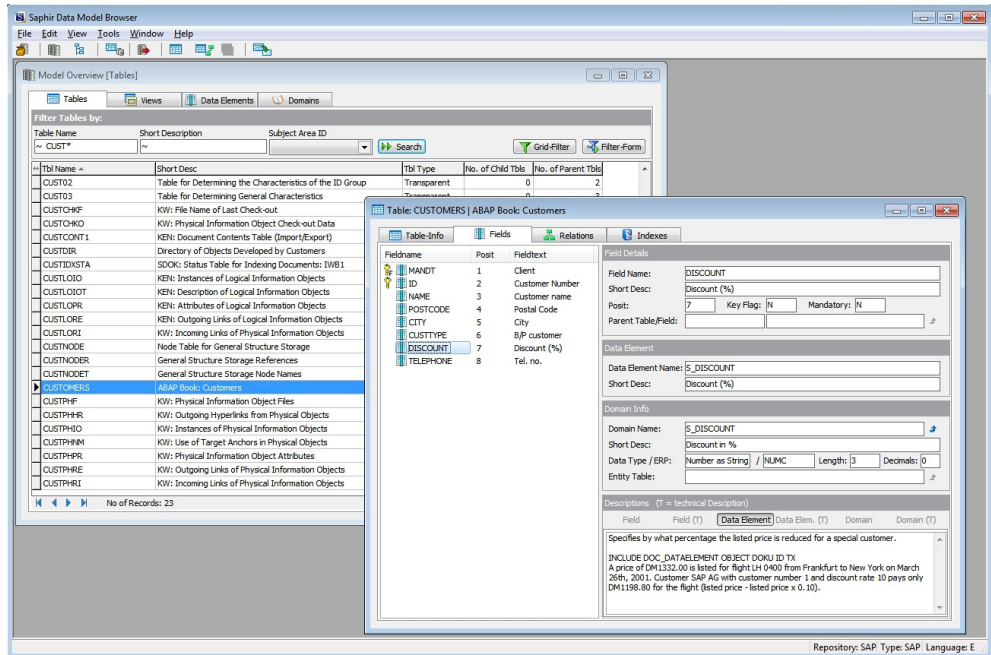 Saphir Data Model Browser
File Edit View Tools Window Help
Model Overview [Tables]
Tables Views Data Elements Domains
Filter Tables by:
Table Name Short Description Subject Area ID
~ CUST* ~ Search Grid-Filter Filter-Form
Tbl Name Short Desc Tbl Type No. of Child Tbls No. of Parent Tbls
CUST02 Table for Determining the Characteristics of the ID Group Transparent 0 2
CUST03 Table for Determining General Characteristics
CUSTCHKF KW: File Name of Last Check-out
CUSTCHKO KW: Physical Information Object Check-out Data
CUSTCONT1 KEN: Document Contents Table (Import/Export)
CUSTDIR Directory of Objects Developed by Customers
CUSTIDXSTA SDOK: Status Table for Indexing Documents: IWB1
CUSTLOIO KEN: Instances of Logical Information Objects
CUSTLOIOT KEN: Description of Logical Information Objects
CUSTLOPR KEN: Attributes of Logical Information Objects
CUSTLORE KEN: Outgoing Links of Logical Information Objects
CUSTLORI KW: Incoming Links of Physical Information Objects
CUSTNODE Node Table for General Structure Storage
CUSTNODER General Structure Storage References
CUSTNODET General Structure Storage Node Names
CUSTOMERS ABAP Book: Customers
CUSTPHF KW: Physical Information Object Files
CUSTPHHR KW: Outgoing Hyperlinks from Physical Objects
CUSTPHIO KW: Instances of Physical Information Objects
CUSTPHNM KW: Use of Target Anchors in Physical Objects
CUSTPHPR KW: Physical Information Object Attributes
CUSTPHRE KW: Outgoing Links of Physical Information Objects
CUSTPHRI KW: Incoming Links of Physical Information Objects
No of Records: 23
Table: CUSTOMERS | ABAP Book: Customers
Table-Info Fields Relations Indexes
Fieldname Posit Fieldtext
MANDT 1 Client
ID 2 Customer Number
NAME 3 Customer name
POSTCODE 4 Postal Code
CITY 5 City
CUSTTYPE 6 B/P customer
DISCOUNT 7 Discount (%)
TELEPHONE 8 Tel. no.
Field Details
Field Name: DISCOUNT
Short Desc: Discount (%)
Posit: 7 Key Flag: N Mandatory: N
Parent Table/Field:
Data Element
Data Element Name: S_DISCOUNT
Short Desc: Discount (%)
Domain Info
Domain Name: S_DISCOUNT
Short Desc: Discount in %
Data Type / ERP: Number as String / NUMC Length: 3 Decimals: 0
Entity Table:
Descriptions (T = technical Desciption)
Field Field (T) Data Element Data Elem. (T) Domain Domain (T)
Specifies by what percentage the listed price is reduced for a special customer.
INCLUDE DOC_DATAELEMENT OBJECT DOKU ID TX
A price of DM1332.00 is listed for flight LH 0400 from Frankfurt to New York on March
26th, 2001. Customer SAP AG with customer number 1 and discount rate 10 pays only
DM1198.80 for the flight (listed price - listed price x 0.10).
Repository: SAP Type: SAP Language: E